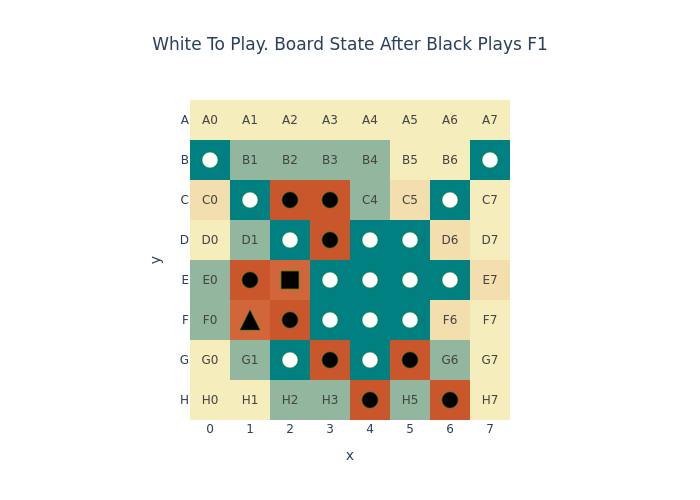 White To Play. Board State After Black Plays F1
A A0 A1 A2 A3 A4 A5 A6 A7
B B1 B2 B3 B4 B5 B6
C C0 C4 C5 C7
D D0 D1 D6 D7
y
E E0 E7
F F0 F6 F7
G G0 G1 G6 G7
H H0 H1 H2 H3 H5 H7
0 1 2 3 4 5 6 7
x